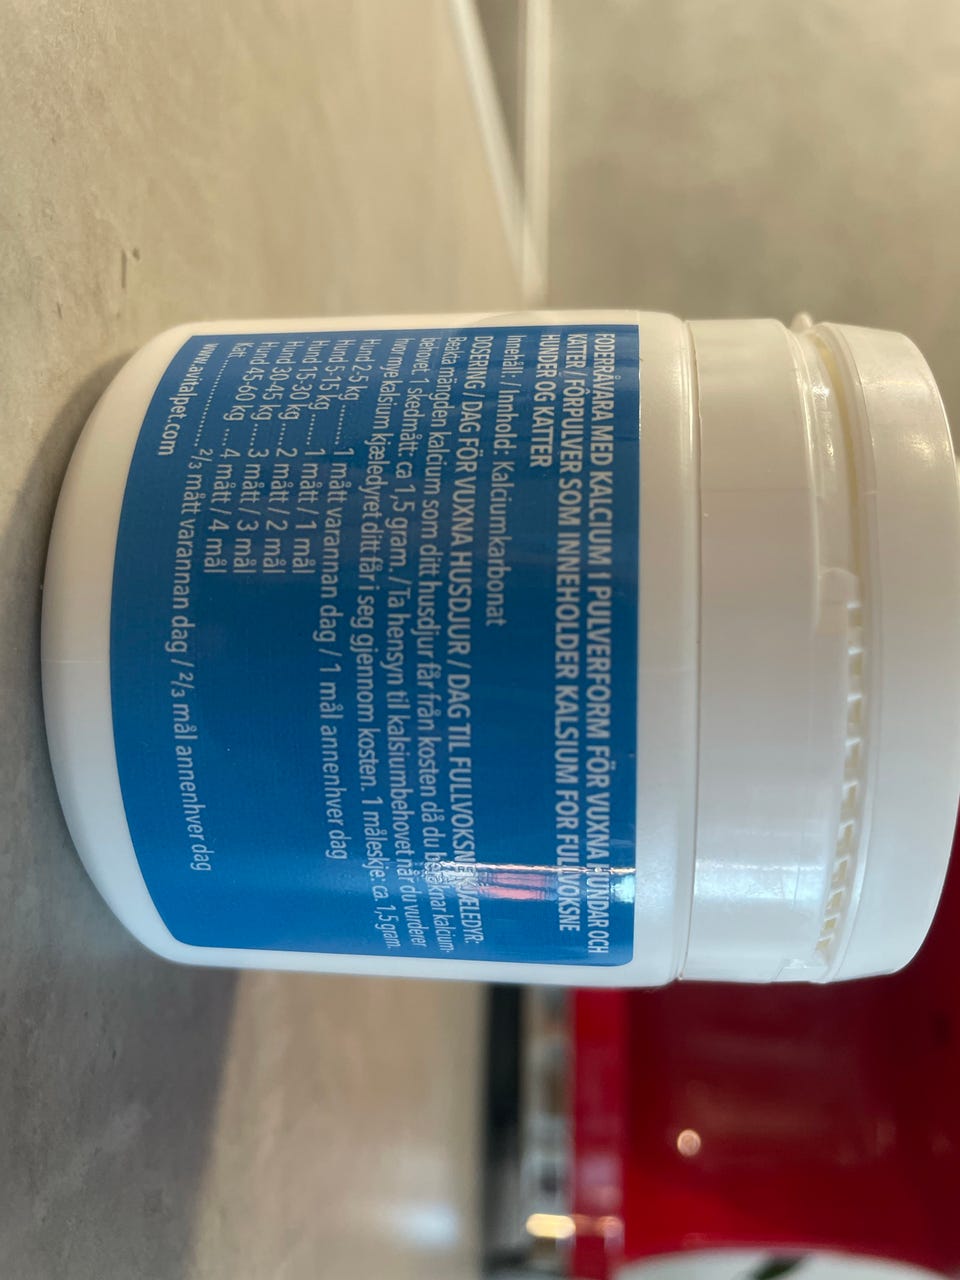 FODERRÅVARA MED KALCIUM I PULVERFORM FÖR VUXNA HUNDAR OCH
KATTER / FÔRPULVER SOM INNEHOLDER KALSIUM FOR FULLVOKSNE
HUNDER OG KATTER
Innehåll: / Innhold: Kalciumkarbonat
DOSERING / DAG FÖR VUXNA HUSDJUR / DAG TIL FULLVOKSNE KJÆLEDYR:
Beakta mängden kalcium som ditt husdjur får från kosten då du beräknar kalcium-
behovet. 1 skedmått: ca 1,5 gram. / Ta hensyn til kalsiumbehovet når du vurderer
hur mye kalsium kjæledyret ditt får i seg gjennom kosten. 1 måleskje: ca. 1,5 gram.
Hund 2-5 kg .........1 mått varannan dag / 1 mål annenhver dag
Hund 5-15 kg .......1 mått / 1 mål
Hund 15-30 kg .....2 mått / 2 mål
Hund 30-45 kg .....3 mått / 3 mål
Hund 45-60 kg .....4 mått / 4 mål
Katt .......................2/3 mått varannan dag / 2/3 mål annenhver dag
www.avitalpet.com